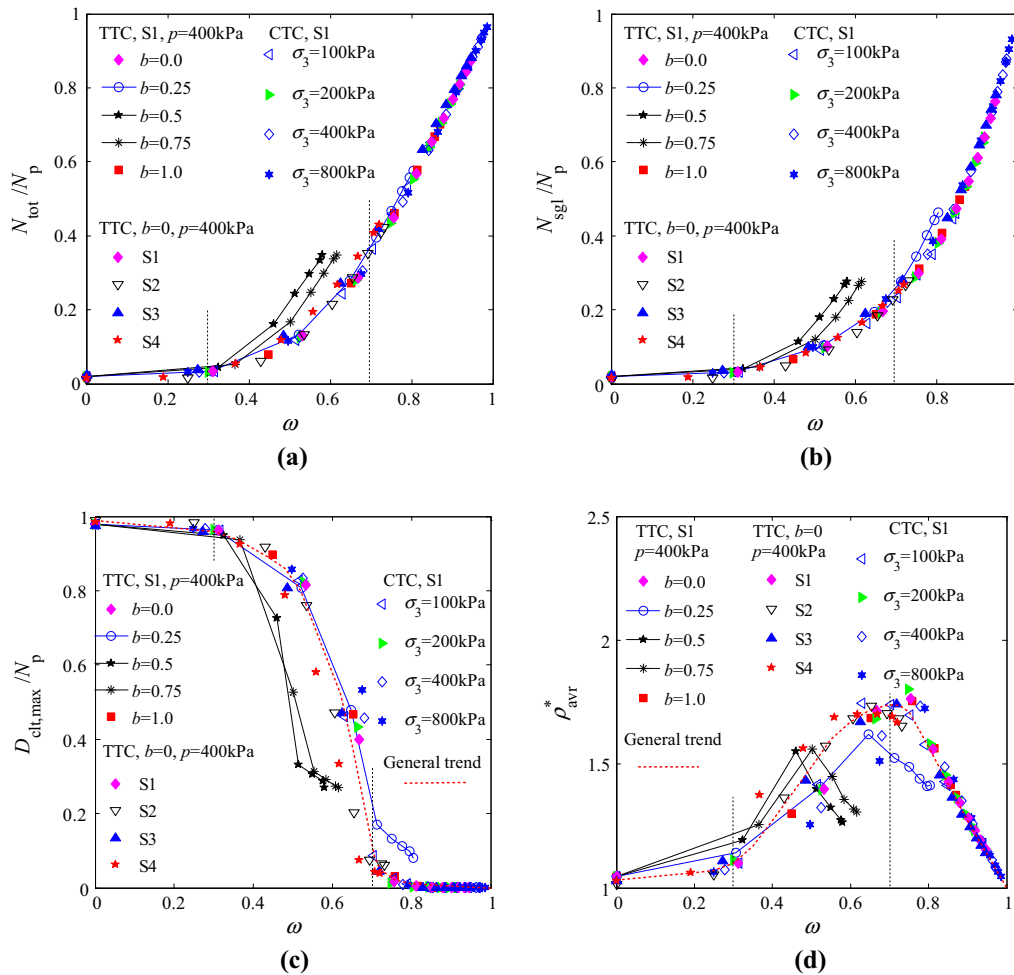 TTC, S1, p=400kPa
b=0.0
b=0.25
b=0.5
b=0.75
b=1.0
CTC, S1
σ3=100kPa
σ3=200kPa
σ3=400kPa
σ3=800kPa
TTC, b=0, p=400kPa
S1
S2
S3
S4
N_tot/N_p
1
0.8
0.6
0.4
0.2
0
0 0.2 0.4 0.6 0.8 1
ω
(a)
TTC, S1, p=400kPa
b=0.0
b=0.25
b=0.5
b=0.75
b=1.0
CTC, S1
σ3=100kPa
σ3=200kPa
σ3=400kPa
σ3=800kPa
TTC, b=0, p=400kPa
S1
S2
S3
S4
N_sgl/N_p
1
0.8
0.6
0.4
0.2
0
0 0.2 0.4 0.6 0.8
ω
(b)
TTC, S1, p=400kPa
b=0.0
b=0.25
b=0.5
b=0.75
b=1.0
CTC, S1
σ3=100kPa
σ3=200kPa
σ3=400kPa
σ3=800kPa
General trend
TTC, b=0, p=400kPa
S1
S2
S3
S4
D_clt,max/N_p
1
0.8
0.6
0.4
0.2
0
0 0.2 0.4 0.6 0.8 1
ω
(c)
TTC, S1
p=400kPa
b=0.0
b=0.25
b=0.5
b=0.75
b=1.0
General trend
TTC, b=0
p=400kPa
S1
S2
S3
S4
CTC, S1
σ3=100kPa
σ3=200kPa
σ3=400kPa
σ3=800kPa
ρ*_avr
2.5
2
1.5
1
0 0.2 0.4 0.6 0.8 1
ω
(d)